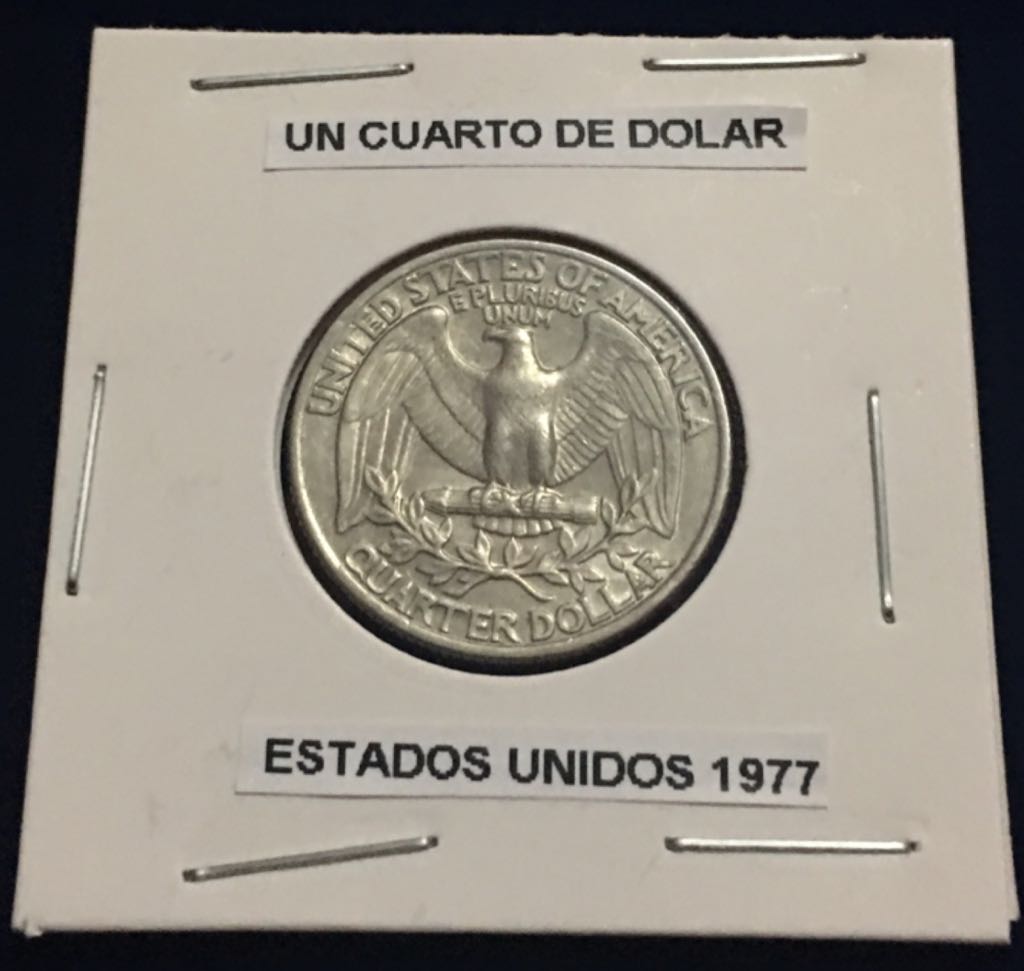 UN CUARTO DE DOLAR
UNITED STATES OF AMERICA
E PLURIBUS
UNUM
QUARTER DOLLAR
ESTADOS UNIDOS 1977